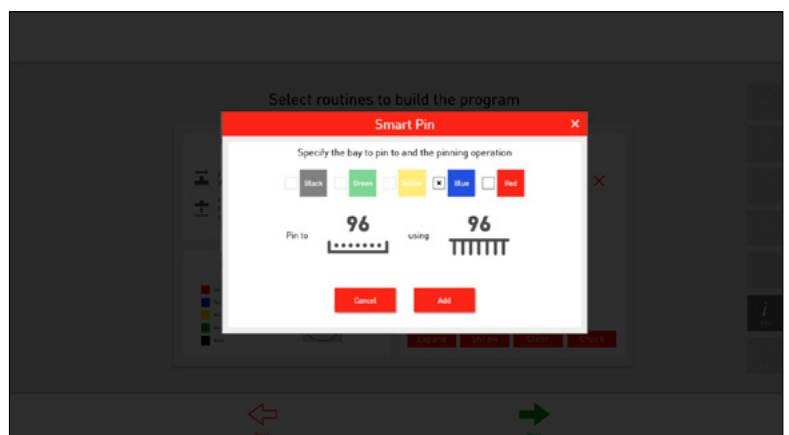 Select routines to build the program
Smart Pin
Specify the bay to pin to and the pinning operation
Black Green Yellow Blue Red
Pin to 96 using 96
Cancel Add
Expand Shrink Clear Check